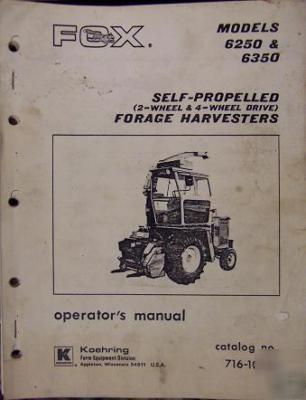 FOX
MODELS
6250 &
6350
SELF-PROPELLED
(2-WHEEL & 4-WHEEL DRIVE)
FORAGE HARVESTERS
operator's manual
catalog no
716-1
K
Koehring
Farm Equipment Division
Appleton, Wisconsin 54911 U.S.A.